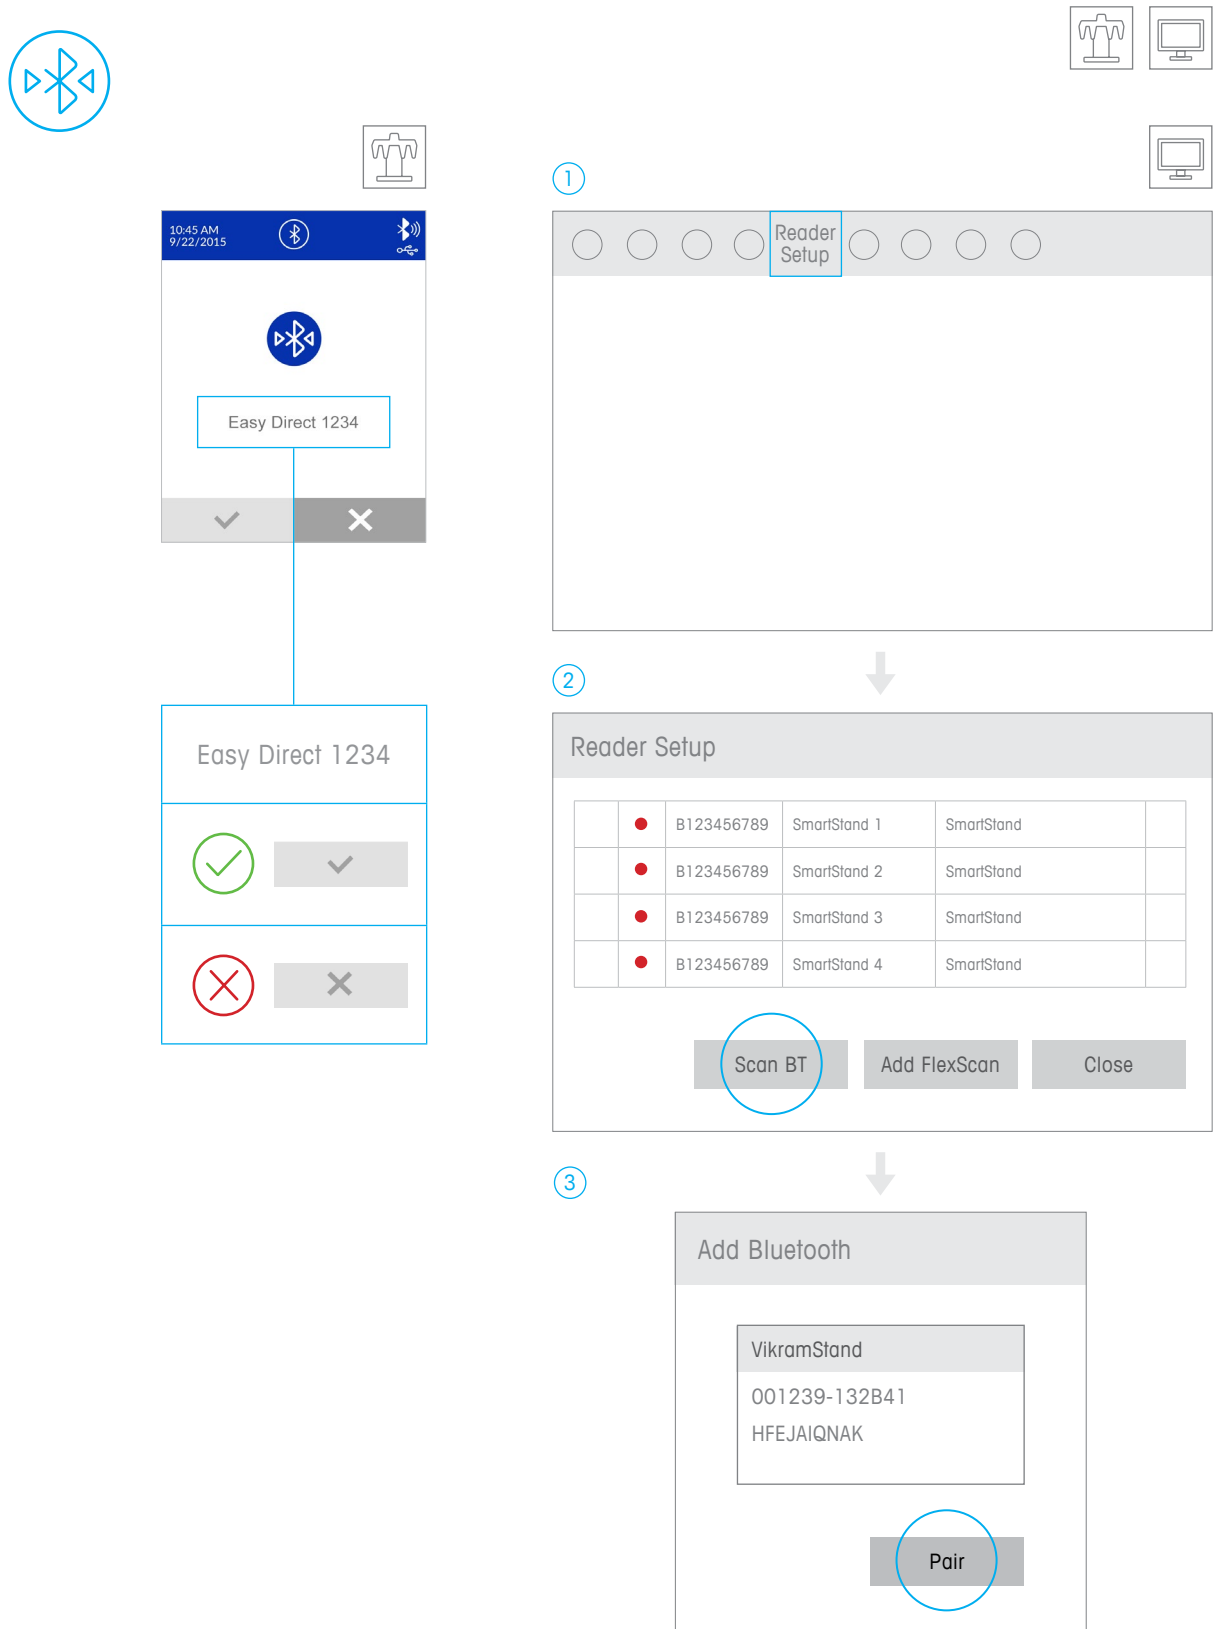 10:45 AM
9/22/2015
Easy Direct 1234
Easy Direct 1234
1
Reader
Setup
2
Reader Setup
B123456789 SmartStand 1 SmartStand
B123456789 SmartStand 2 SmartStand
B123456789 SmartStand 3 SmartStand
B123456789 SmartStand 4 SmartStand
Scan BT Add FlexScan Close
3
Add Bluetooth
VikramStand
001239-132B41
HFEJAIQNAK
Pair